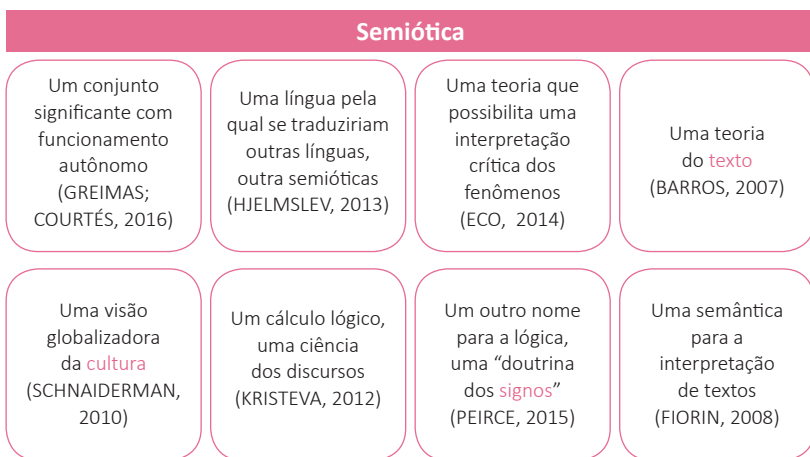 Semiótica
Um conjunto
significante com
funcionamento
autônomo
(GREIMAS;
COURTÉS, 2016)
Uma língua pela
qual se traduziriam
outras línguas,
outra semióticas
(HJELMSLEV, 2013)
Uma teoria que
possibilita uma
interpretação
crítica dos
fenômenos
(ECO, 2014)
Uma teoria
do texto
(BARROS, 2007)
Uma visão
globalizadora
da cultura
(SCHNAIDERMAN,
2010)
Um cálculo lógico,
uma ciência
dos discursos
(KRISTEVA, 2012)
Um outro nome
para a lógica,
uma “doutrina
dos signos”
(PEIRCE, 2015)
Uma semântica
para a
interpretação
de textos
(FIORIN, 2008)